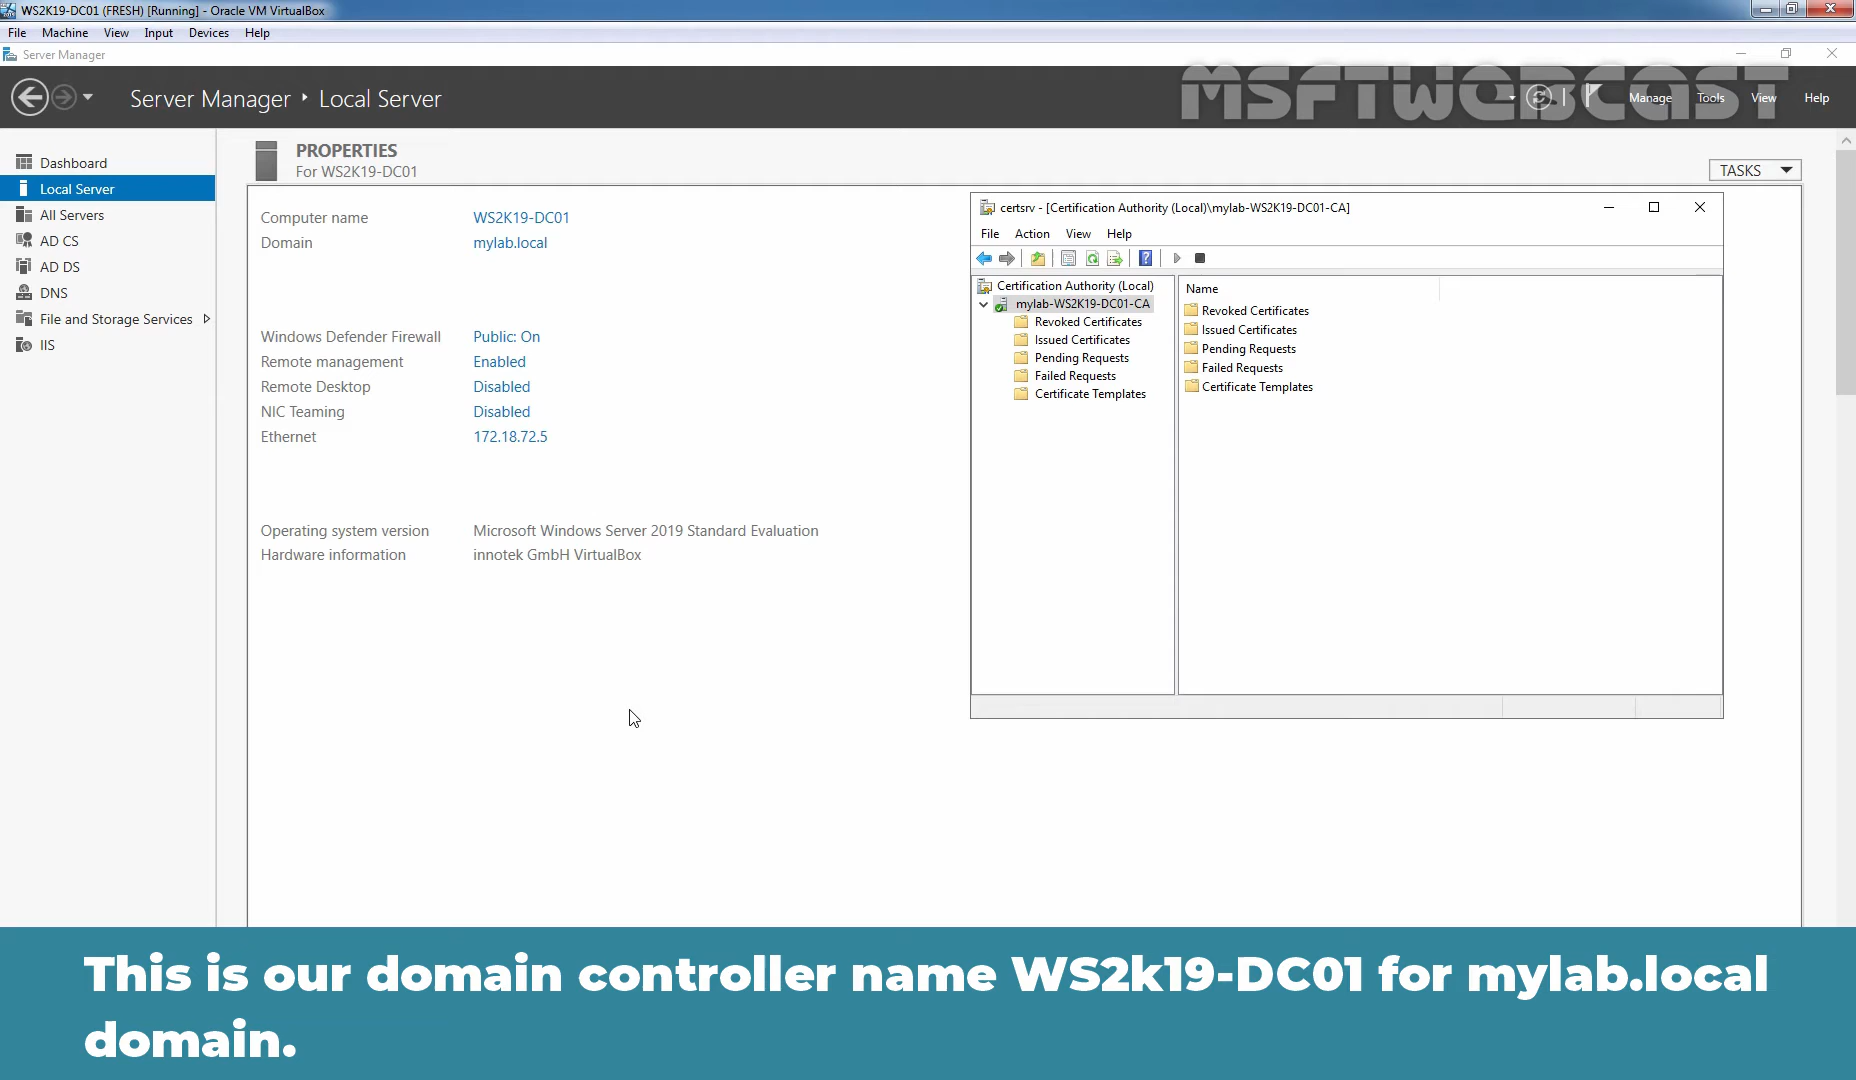 WS2K19-DC01 (FRESH) [Running] - Oracle VM VirtualBox
File Machine View Input Devices Help
Server Manager
Server Manager • Local Server
MSFTWEBCAST
Manage Tools View Help
Dashboard
Local Server
All Servers
AD CS
AD DS
DNS
File and Storage Services
IIS
PROPERTIES
For WS2K19-DC01
TASKS
Computer name WS2K19-DC01
Domain mylab.local
Windows Defender Firewall Public: On
Remote management Enabled
Remote Desktop Disabled
NIC Teaming Disabled
Ethernet 172.18.72.5
Operating system version Microsoft Windows Server 2019 Standard Evaluation
Hardware information innotek GmbH VirtualBox
certsrv - [Certification Authority (Local)\mylab-WS2K19-DC01-CA]
File Action View Help
Certification Authority (Local)
mylab-WS2K19-DC01-CA
Revoked Certificates
Issued Certificates
Pending Requests
Failed Requests
Certificate Templates
Name
Revoked Certificates
Issued Certificates
Pending Requests
Failed Requests
Certificate Templates
This is our domain controller name WS2k19-DC01 for mylab.local
domain.